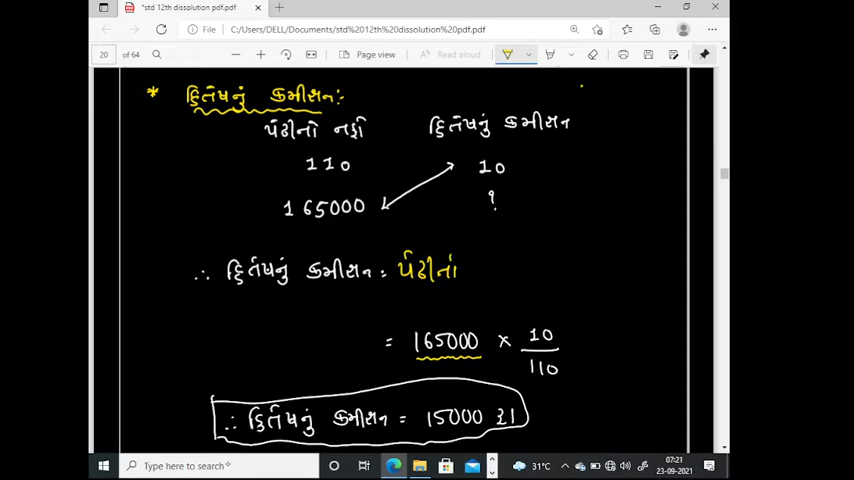 *std 12th dissolution pdf.pdf
File C:/Users/DELL/Documents/std%2012th%20dissolution%20pdf.pdf
20 of 64 Page view Read aloud
* હિતેષનું કમીશન:-
પેઢીનો નફો હિતેષનું કમીશન
110 10
165000 ?
∴ હિતેષનું કમીશન = પેઢીનાં
= 165000 × 10/110
∴ હિતેષનું કમીશન = 15000 રૂા
Type here to search 31°C 07:21
23-09-2021